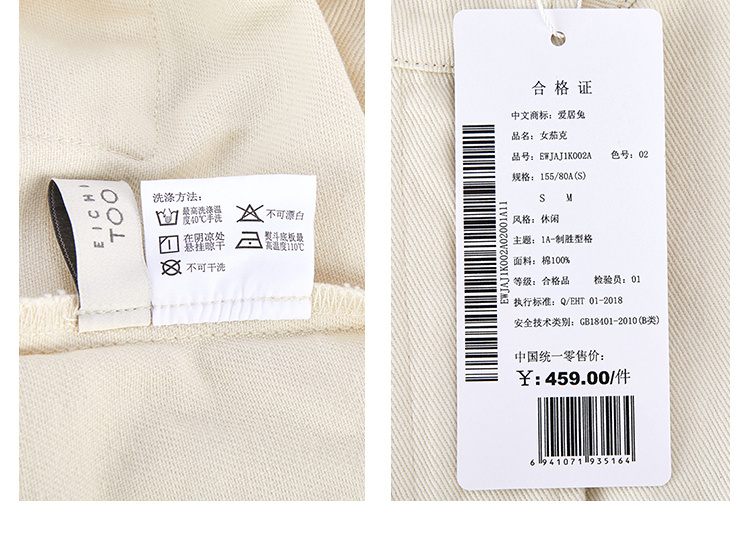 EICHI
TOO
洗涤方法：
最高洗涤温
度40℃手洗
不可漂白
在阴凉处
悬挂晾干
熨斗底板最
高温度110℃
不可干洗
合格证
中文商标：爱居兔
品名：女茄克
品号：EWJAJ1K002A 色号：02
规格：155/80A(S)
S M
风格：休闲
主题：1A-制胜型格
面料：棉100%
等级：合格品 检验员：01
执行标准：Q/EHT 01-2018
安全技术类别：GB18401-2010(B类)
中国统一零售价：
¥: 459.00/件
6 941071 935164
EWJAJ1K002A02001A11